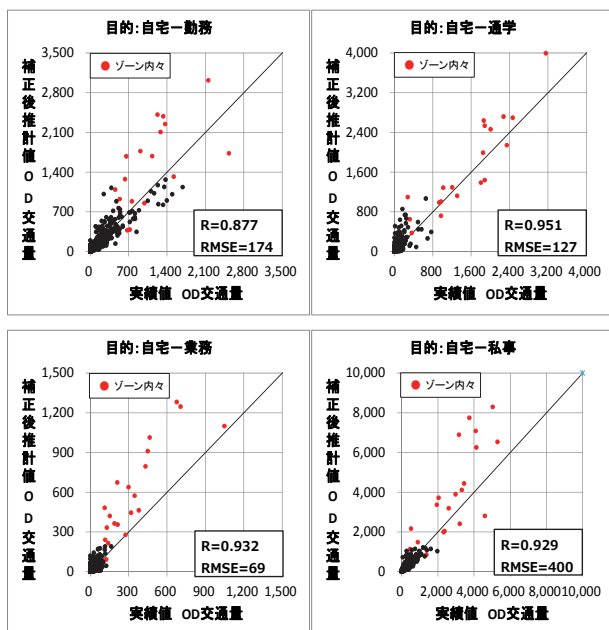 目的:自宅ー勤務
補正後推計値OD交通量
3,500
2,800
2,100
1,400
700
0
ゾーン内々
R=0.877
RMSE=174
0 700 1,400 2,100 2,800 3,500
実績値 OD交通量
目的:自宅ー通学
補正後推計値OD交通量
4,000
3,200
2,400
1,600
800
0
ゾーン内々
R=0.951
RMSE=127
0 800 1,600 2,400 3,200 4,000
実績値 OD交通量
目的:自宅ー業務
補正後推計値OD交通量
1,500
1,200
900
600
300
0
ゾーン内々
R=0.932
RMSE=69
0 300 600 900 1,200 1,500
実績値 OD交通量
目的:自宅ー私事
補正後推計値OD交通量
10,000
8,000
6,000
4,000
2,000
0
ゾーン内々
R=0.929
RMSE=400
0 2,000 4,000 6,000 8,000 10,000
実績値 OD交通量